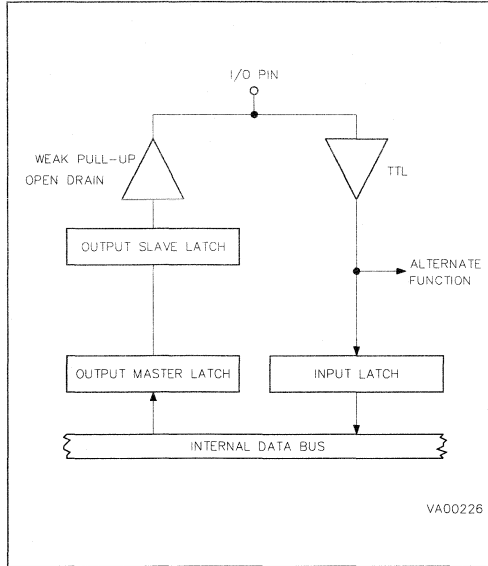 I/O PIN
WEAK PULL-UP
OPEN DRAIN
TTL
OUTPUT SLAVE LATCH
ALTERNATE
FUNCTION
OUTPUT MASTER LATCH
INPUT LATCH
INTERNAL DATA BUS
VA00226